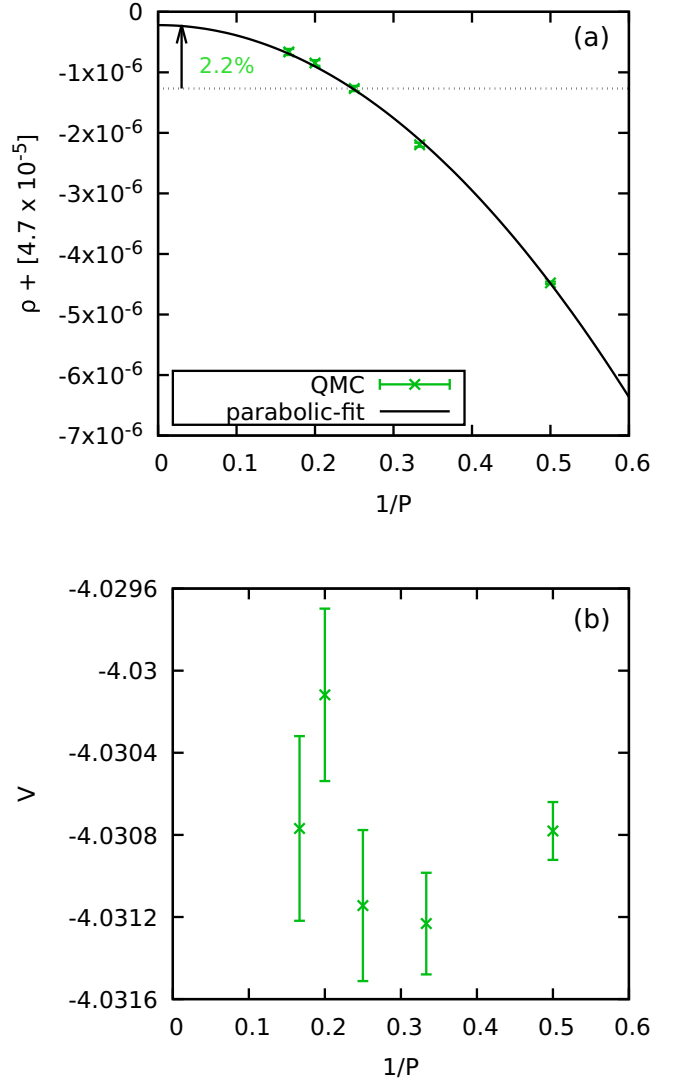 (a)
0
-1x10⁻⁶
-2x10⁻⁶
-3x10⁻⁶
-4x10⁻⁶
-5x10⁻⁶
-6x10⁻⁶
-7x10⁻⁶
ρ + [4.7 x 10⁻⁵]
2.2%
QMC
parabolic-fit
0 0.1 0.2 0.3 0.4 0.5 0.6
1/P
(b)
-4.0296
-4.03
-4.0304
-4.0308
-4.0312
-4.0316
V
0 0.1 0.2 0.3 0.4 0.5 0.6
1/P